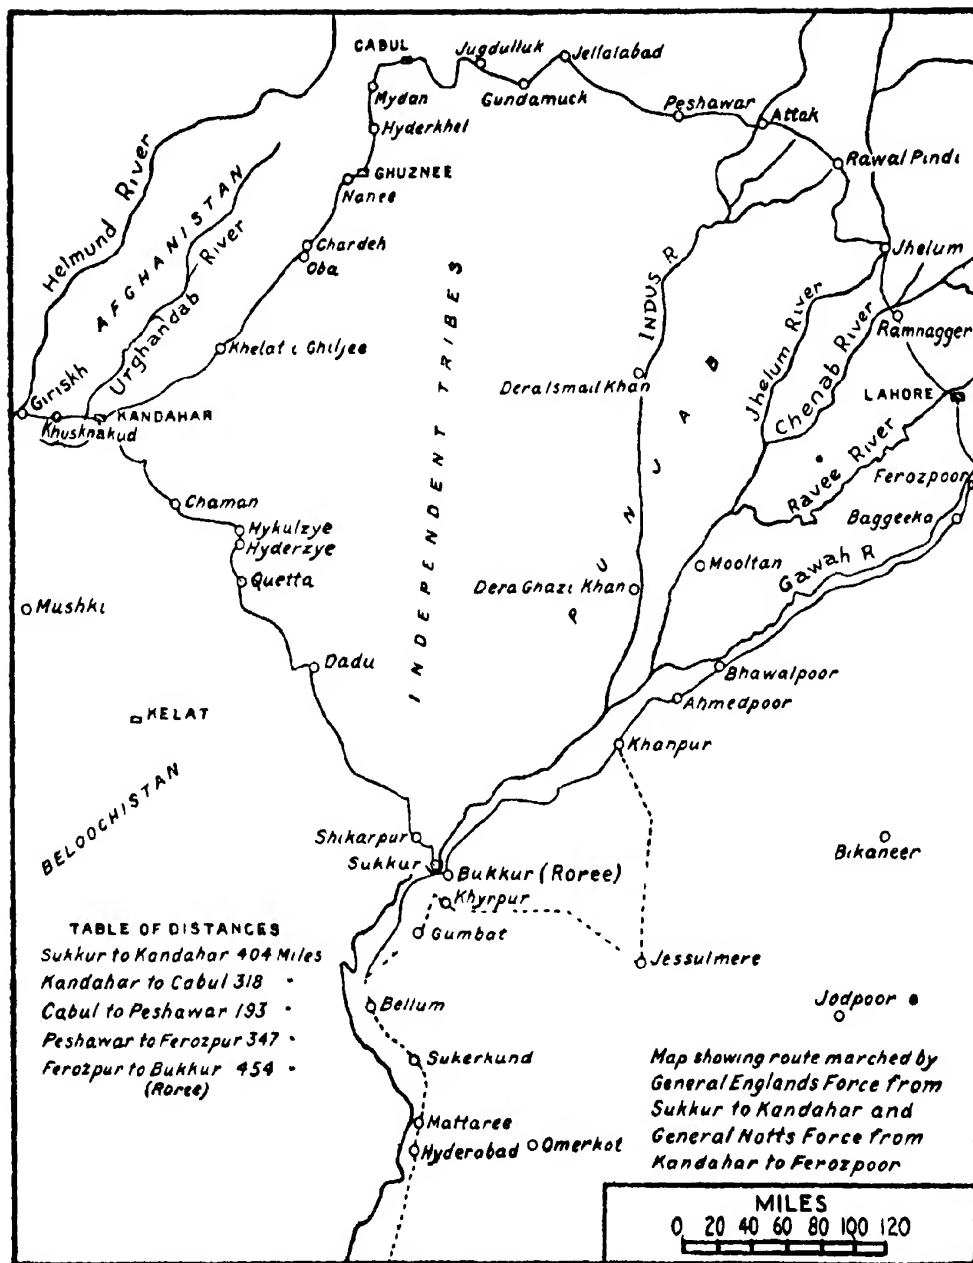 CABUL
Jugdulluk
Jellalabad
Mydan
Gundamuck
Peshawar
Attak
Hyderkhel
Rawal Pindi
GHUZNEE
Nanee
Helmund River
AFGHANISTAN
Urghandab River
Chardeh
Oba
INDUS R
Jhelum
Jhelum River
Ramnagger
Khelat i Ghiljee
INDEPENDENT TRIBES
Dera Ismail Khan
PUNJAB
Chenab River
LAHORE
Giriskh
Khusknakud
KANDAHAR
Ravee River
Ferozpoor
Chaman
Baggeeka
Hykulzye
Hyderzye
Quetta
Mooltan
Gawah R
Dera Ghazi Khan
Mushki
Dadu
Bhawalpoor
Ahmedpoor
KELAT
Khanpur
BELOOCHISTAN
Shikarpur
Bikaneer
Sukkur
Bukkur (Roree)
Khyrpur
Gumbat
Jessulmere
TABLE OF DISTANCES
Sukkur to Kandahar 404 Miles
Kandahar to Cabul 318 "
Cabul to Peshawar 193 "
Peshawar to Ferozpur 347 "
Ferozpur to Bukkur 454 "
(Roree)
Bellum
Jodpoor
Sukerkund
Mattaree
Hyderabad
Omerkot
Map showing route marched by
General Englands Force from
Sukkur to Kandahar and
General Notts Force from
Kandahar to Ferozpoor
MILES
0 20 40 60 80 100 120